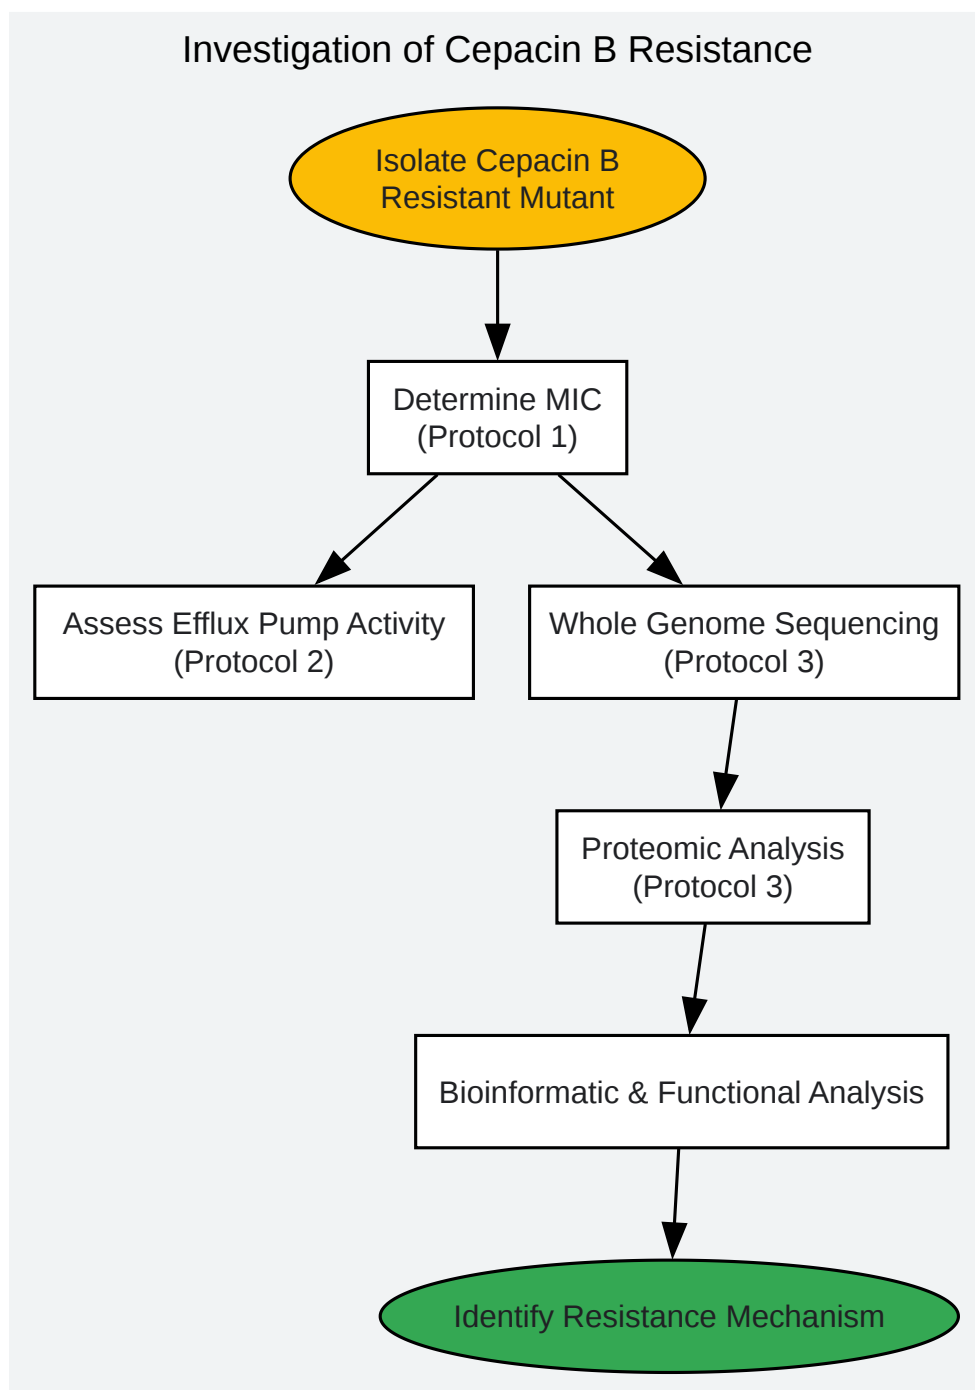 Investigation of Cepacin B Resistance
Isolate Cepacin B
Resistant Mutant
Determine MIC
(Protocol 1)
Assess Efflux Pump Activity
(Protocol 2)
Whole Genome Sequencing
(Protocol 3)
Proteomic Analysis
(Protocol 3)
Bioinformatic & Functional Analysis
Identify Resistance Mechanism